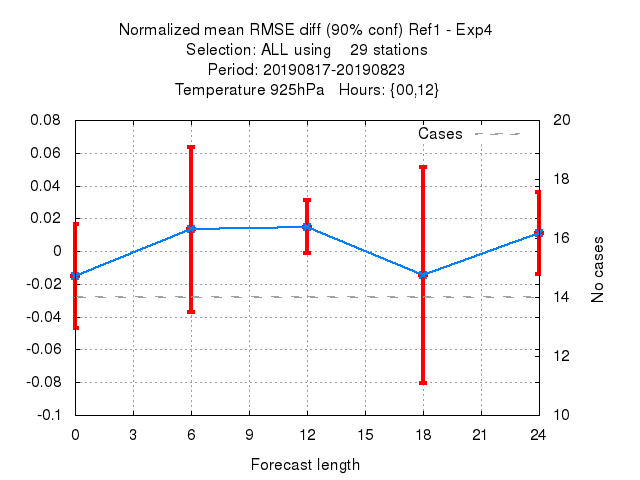 Normalized mean RMSE diff (90% conf) Ref1 - Exp4
Selection: ALL using    29 stations
Period: 20190817-20190823
Temperature 925hPa   Hours: {00,12}
Cases
0.08
0.06
0.04
0.02
0
-0.02
-0.04
-0.06
-0.08
-0.1
20
18
16
14
12
10
No cases
0 3 6 9 12 15 18 21 24
Forecast length